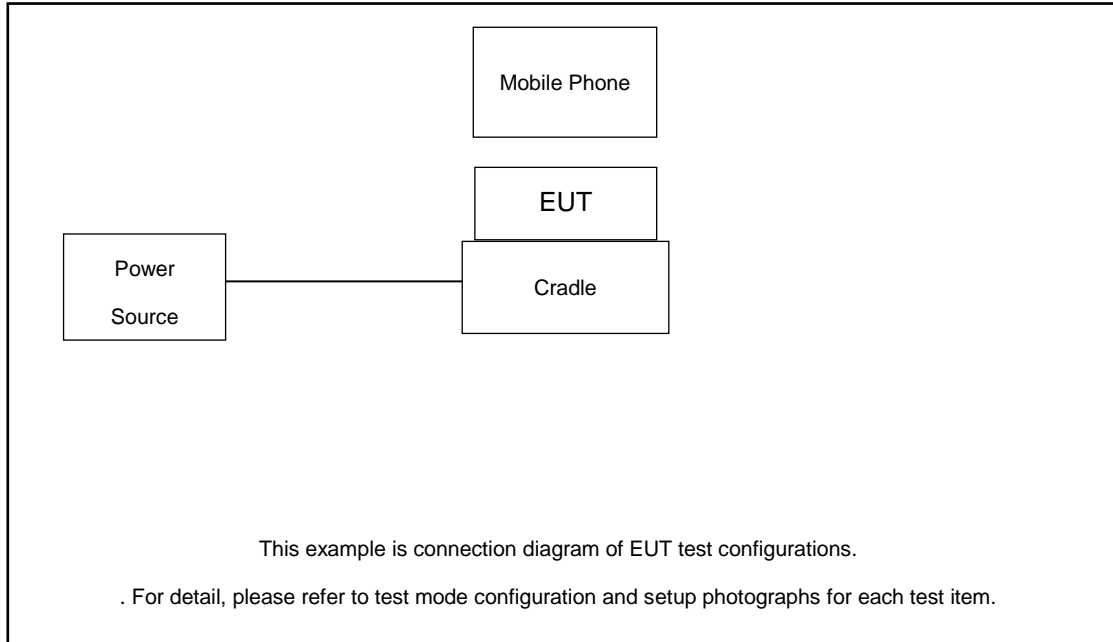 Mobile Phone
EUT
Power
Source
Cradle
This example is connection diagram of EUT test configurations.
. For detail, please refer to test mode configuration and setup photographs for each test item.